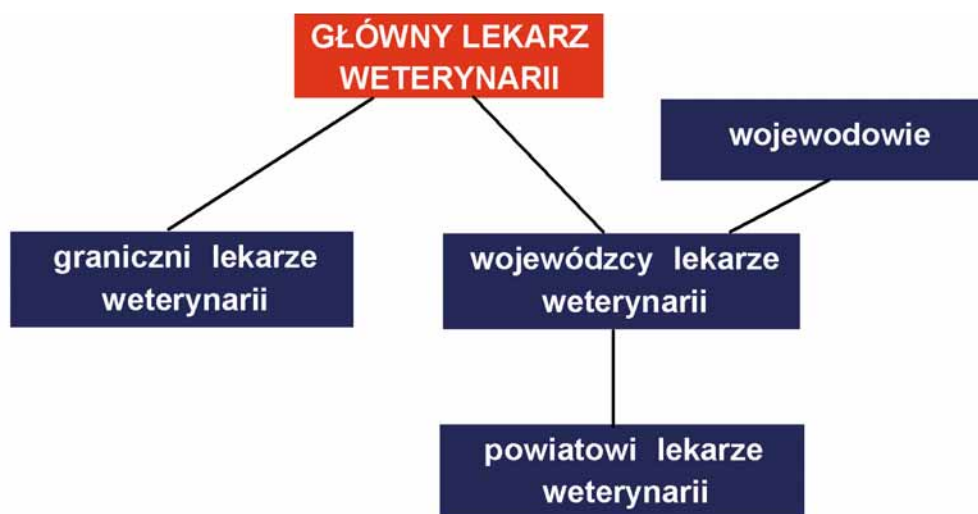 GŁÓWNY LEKARZ
WETERYNARII
wojewodowie
graniczni lekarze
weterynarii
wojewódzcy lekarze
weterynarii
powiatowi lekarze
weterynarii